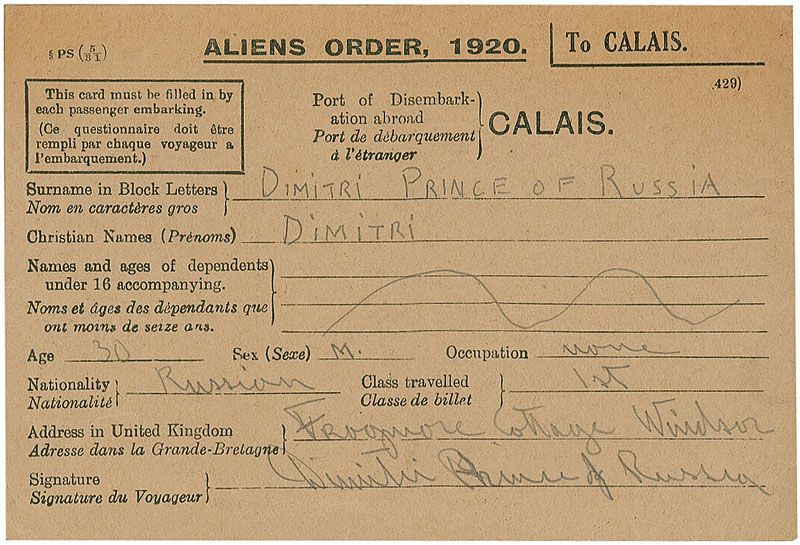 § PS (5/31)
ALIENS ORDER, 1920.
To CALAIS.
429)
This card must be filled in by
each passenger embarking.
(Ce questionnaire doit être
rempli par chaque voyageur a
l'embarquement.)
Port of Disembark-
ation abroad
Port de débarquement
à l'étranger
CALAIS.
Surname in Block Letters DIMITRI PRINCE OF RUSSIA
Nom en caractères gros
Christian Names (Prénoms) DIMITRI
Names and ages of dependents
under 16 accompanying.
Noms et âges des dépendants que
ont moins de seize ans.
Age 30 Sex (Sexe) M. Occupation none
Nationality Russian Class travelled 1st
Nationalité Classe de billet
Address in United Kingdom Frogmore Cottage Windsor
Adresse dans la Grande-Bretagne
Signature Dimitri Prince of Russia
Signature du Voyageur